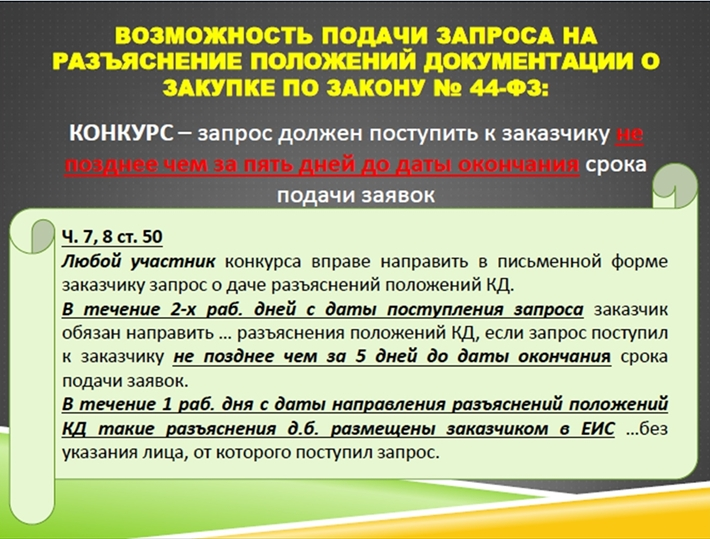 ВОЗМОЖНОСТЬ ПОДАЧИ ЗАПРОСА НА
РАЗЪЯСНЕНИЕ ПОЛОЖЕНИЙ ДОКУМЕНТАЦИИ О
ЗАКУПКЕ ПО ЗАКОНУ № 44-ФЗ:
КОНКУРС – запрос должен поступить к заказчику не
позднее чем за пять дней до даты окончания срока
подачи заявок
Ч. 7, 8 ст. 50
Любой участник конкурса вправе направить в письменной форме
заказчику запрос о даче разъяснений положений КД.
В течение 2-х раб. дней с даты поступления запроса заказчик
обязан направить … разъяснения положений КД, если запрос поступил
к заказчику не позднее чем за 5 дней до даты окончания срока
подачи заявок.
В течение 1 раб. дня с даты направления разъяснений положений
КД такие разъяснения д.б. размещены заказчиком в ЕИС …без
указания лица, от которого поступил запрос.